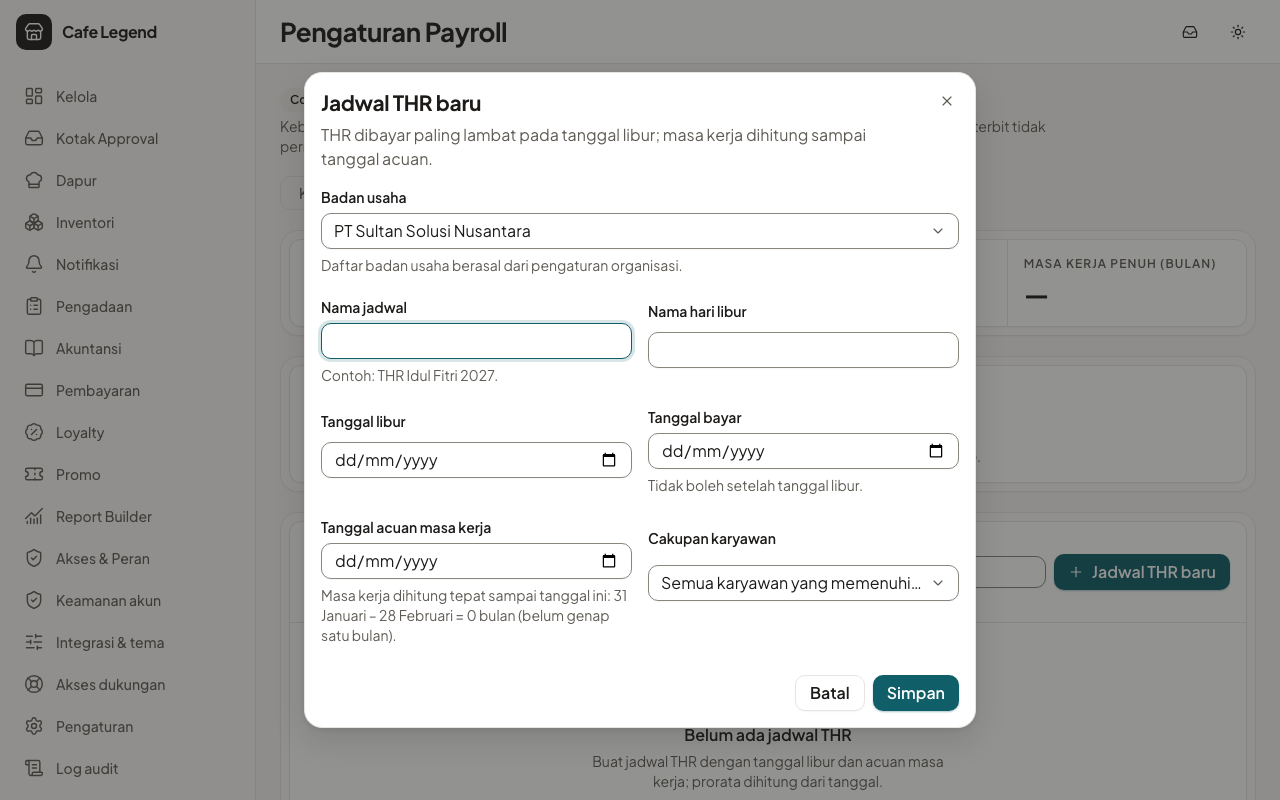 Cafe Legend
Kelola
Kotak Approval
Dapur
Inventori
Notifikasi
Pengadaan
Akuntansi
Pembayaran
Loyalty
Promo
Report Builder
Akses & Peran
Keamanan akun
Integrasi & tema
Akses dukungan
Pengaturan
Log audit
Pengaturan Payroll
terbit tidak
MASA KERJA PENUH (BULAN)
—
+ Jadwal THR baru
Jadwal THR baru
THR dibayar paling lambat pada tanggal libur; masa kerja dihitung sampai
tanggal acuan.
Badan usaha
PT Sultan Solusi Nusantara
Daftar badan usaha berasal dari pengaturan organisasi.
Nama jadwal
Nama hari libur
Contoh: THR Idul Fitri 2027.
Tanggal libur
Tanggal bayar
dd/mm/yyyy
dd/mm/yyyy
Tidak boleh setelah tanggal libur.
Tanggal acuan masa kerja
Cakupan karyawan
dd/mm/yyyy
Semua karyawan yang memenuhi...
Masa kerja dihitung tepat sampai tanggal ini: 31
Januari – 28 Februari = 0 bulan (belum genap
satu bulan).
Batal
Simpan
Belum ada jadwal THR
Buat jadwal THR dengan tanggal libur dan acuan masa
kerja; prorata dihitung dari tanggal.